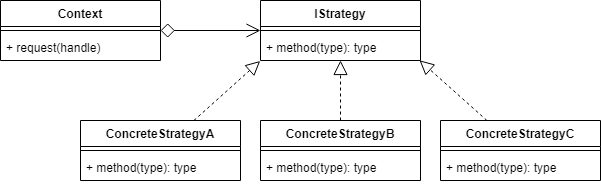 Context
+ request(handle)
IStrategy
+ method(type): type
ConcreteStrategyA
+ method(type): type
ConcreteStrategyB
+ method(type): type
ConcreteStrategyC
+ method(type): type